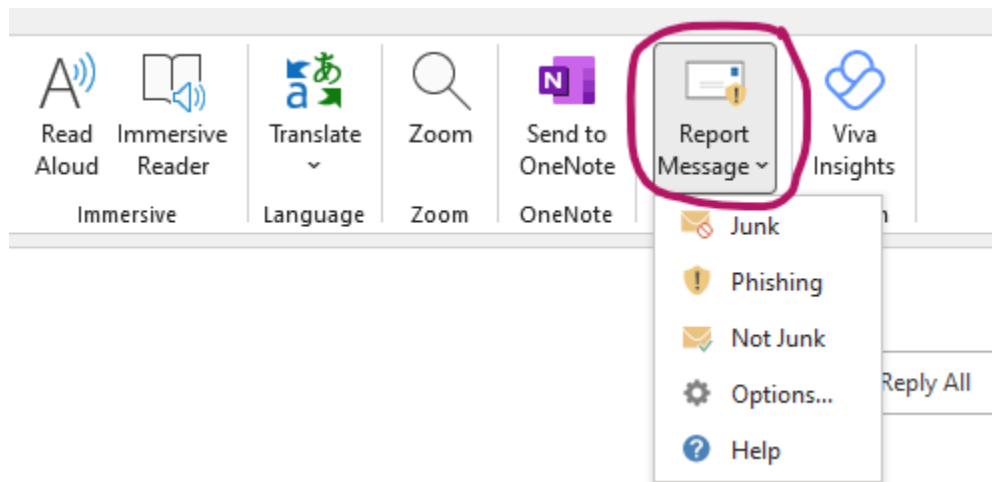 Read Aloud
Immersive Reader
Translate
Zoom
Send to OneNote
Report Message
Viva Insights
Immersive
Language
Zoom
OneNote
Junk
Phishing
Not Junk
Options...
Help
Reply All